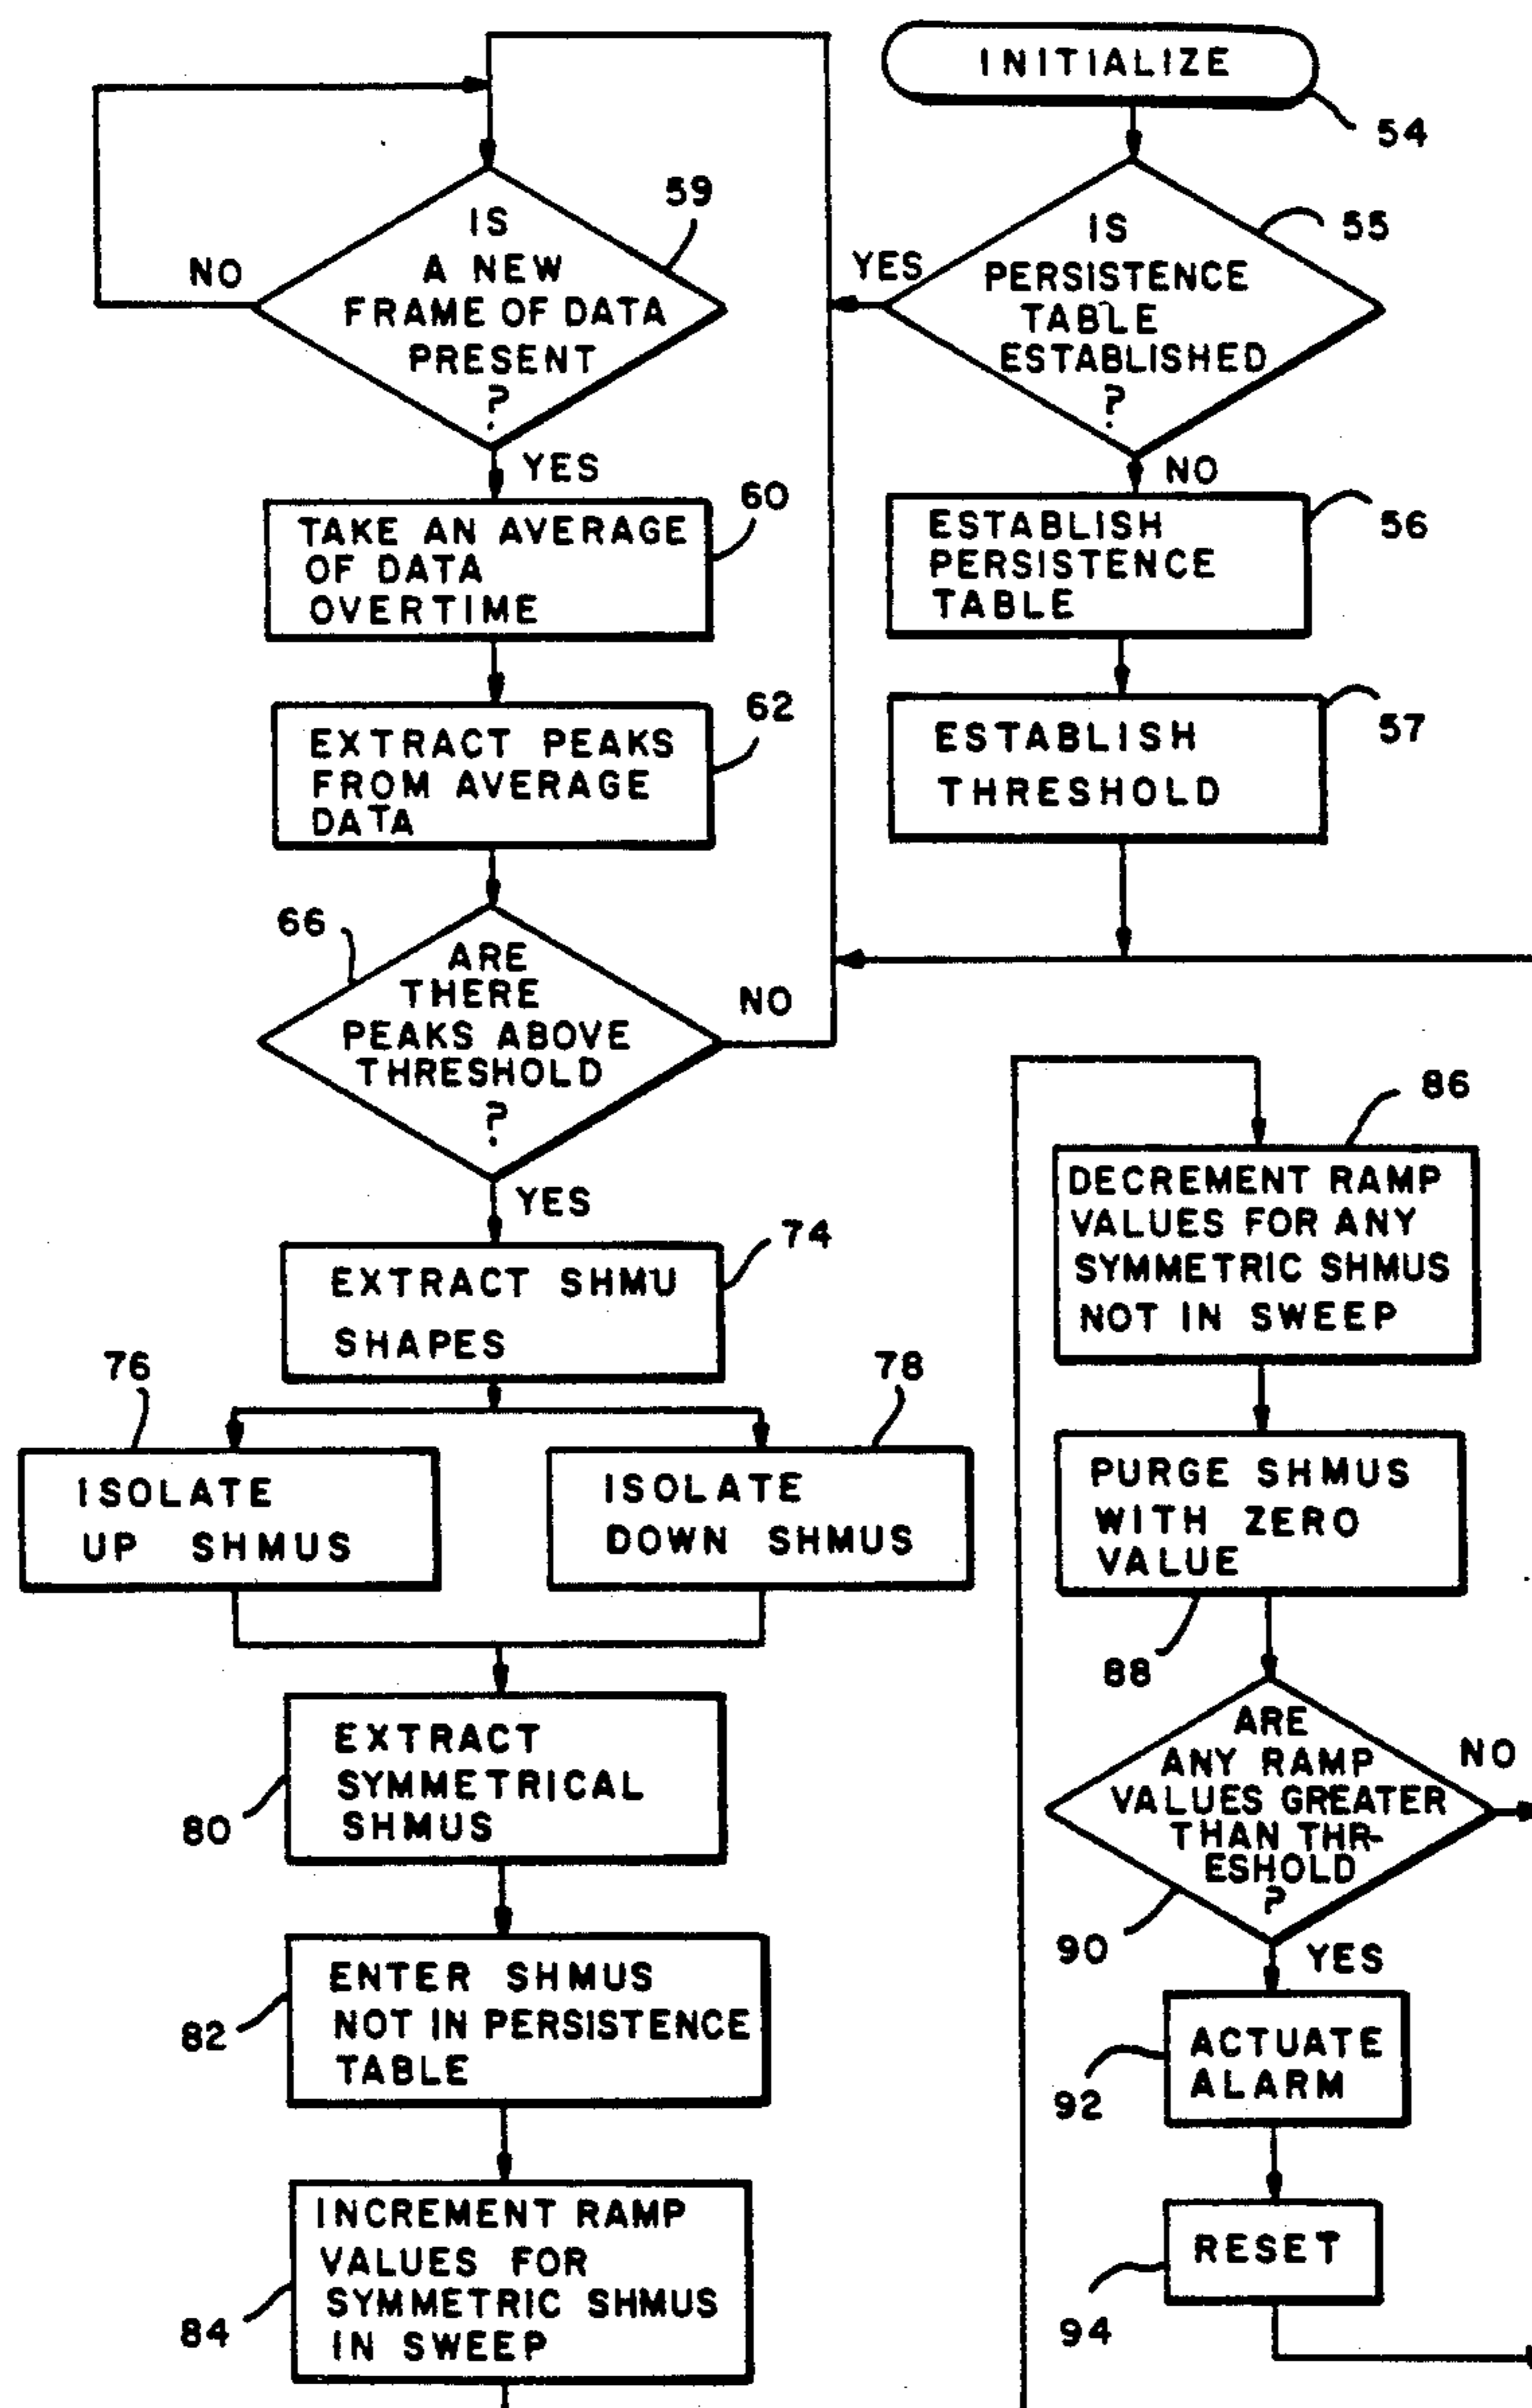 INITIALIZE
54
IS
PERSISTENCE
TABLE
ESTABLISHED
?
55
YES
NO
ESTABLISH
PERSISTENCE
TABLE
56
ESTABLISH
THRESHOLD
57
IS
A NEW
FRAME OF DATA
PRESENT
?
59
NO
YES
TAKE AN AVERAGE
OF DATA
OVERTIME
60
EXTRACT PEAKS
FROM AVERAGE
DATA
62
66
ARE
THERE
PEAKS ABOVE
THRESHOLD
?
NO
YES
EXTRACT SHMU
SHAPES
74
76
ISOLATE
UP SHMUS
78
ISOLATE
DOWN SHMUS
EXTRACT
SYMMETRICAL
SHMUS
80
ENTER SHMUS
NOT IN PERSISTENCE
TABLE
82
INCREMENT RAMP
VALUES FOR
SYMMETRIC SHMUS
IN SWEEP
84
86
DECREMENT RAMP
VALUES FOR ANY
SYMMETRIC SHMUS
NOT IN SWEEP
PURGE SHMUS
WITH ZERO
VALUE
88
ARE
ANY RAMP
VALUES GREATER
THAN THR-
ESHOLD
?
NO
90
YES
ACTUATE
ALARM
92
RESET
94